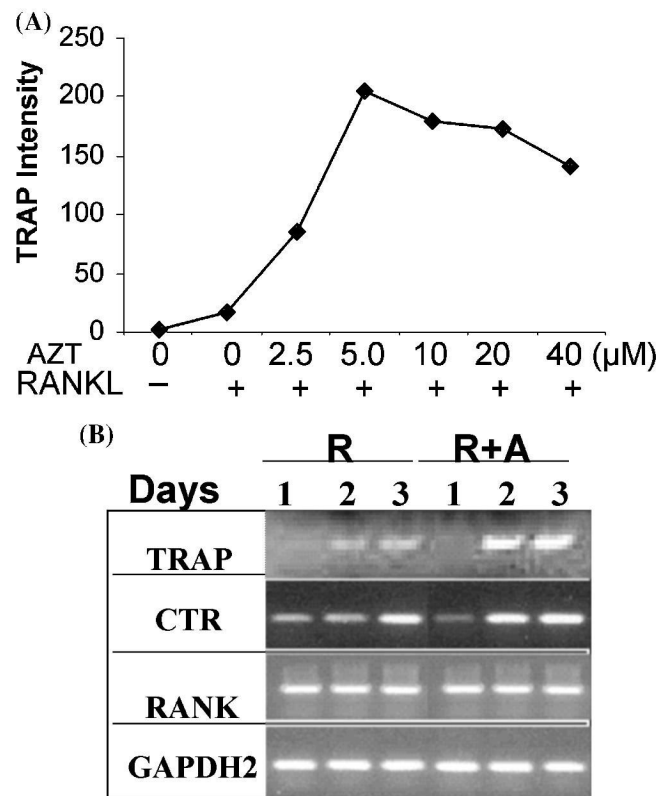 (A)
TRAP Intensity
250
200
150
100
50
0
AZT 0 0 2.5 5.0 10 20 40 (µM)
RANKL – + + + + + +
(B)
R R+A
Days 1 2 3 1 2 3
TRAP
CTR
RANK
GAPDH2